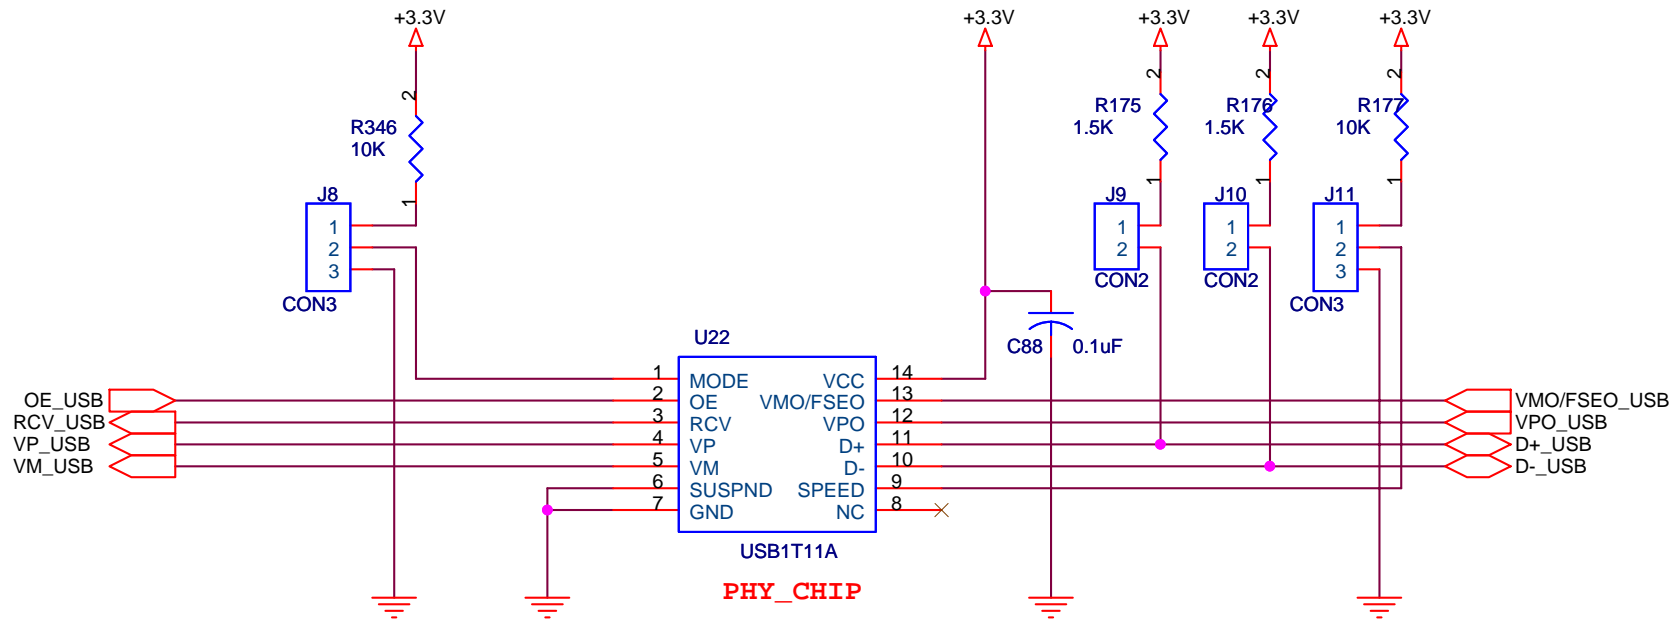 +3.3V
+3.3V
+3.3V
+3.3V
+3.3V
2
R346
10K
1
2
R175
1.5K
1
2
R176
1.5K
1
2
R177
10K
1
J8
1
2
3
CON3
J9
1
2
CON2
J10
1
2
CON2
J11
1
2
3
CON3
C88
0.1uF
U22
1
MODE
2
OE
3
RCV
4
VP
5
VM
6
SUSPND
7
GND
VCC
14
VMO/FSEO
13
VPO
12
D+
11
D-
10
SPEED
9
NC
8
OE_USB
RCV_USB
VP_USB
VM_USB
VMO/FSEO_USB
VPO_USB
D+_USB
D-_USB
USB1T11A
PHY_CHIP